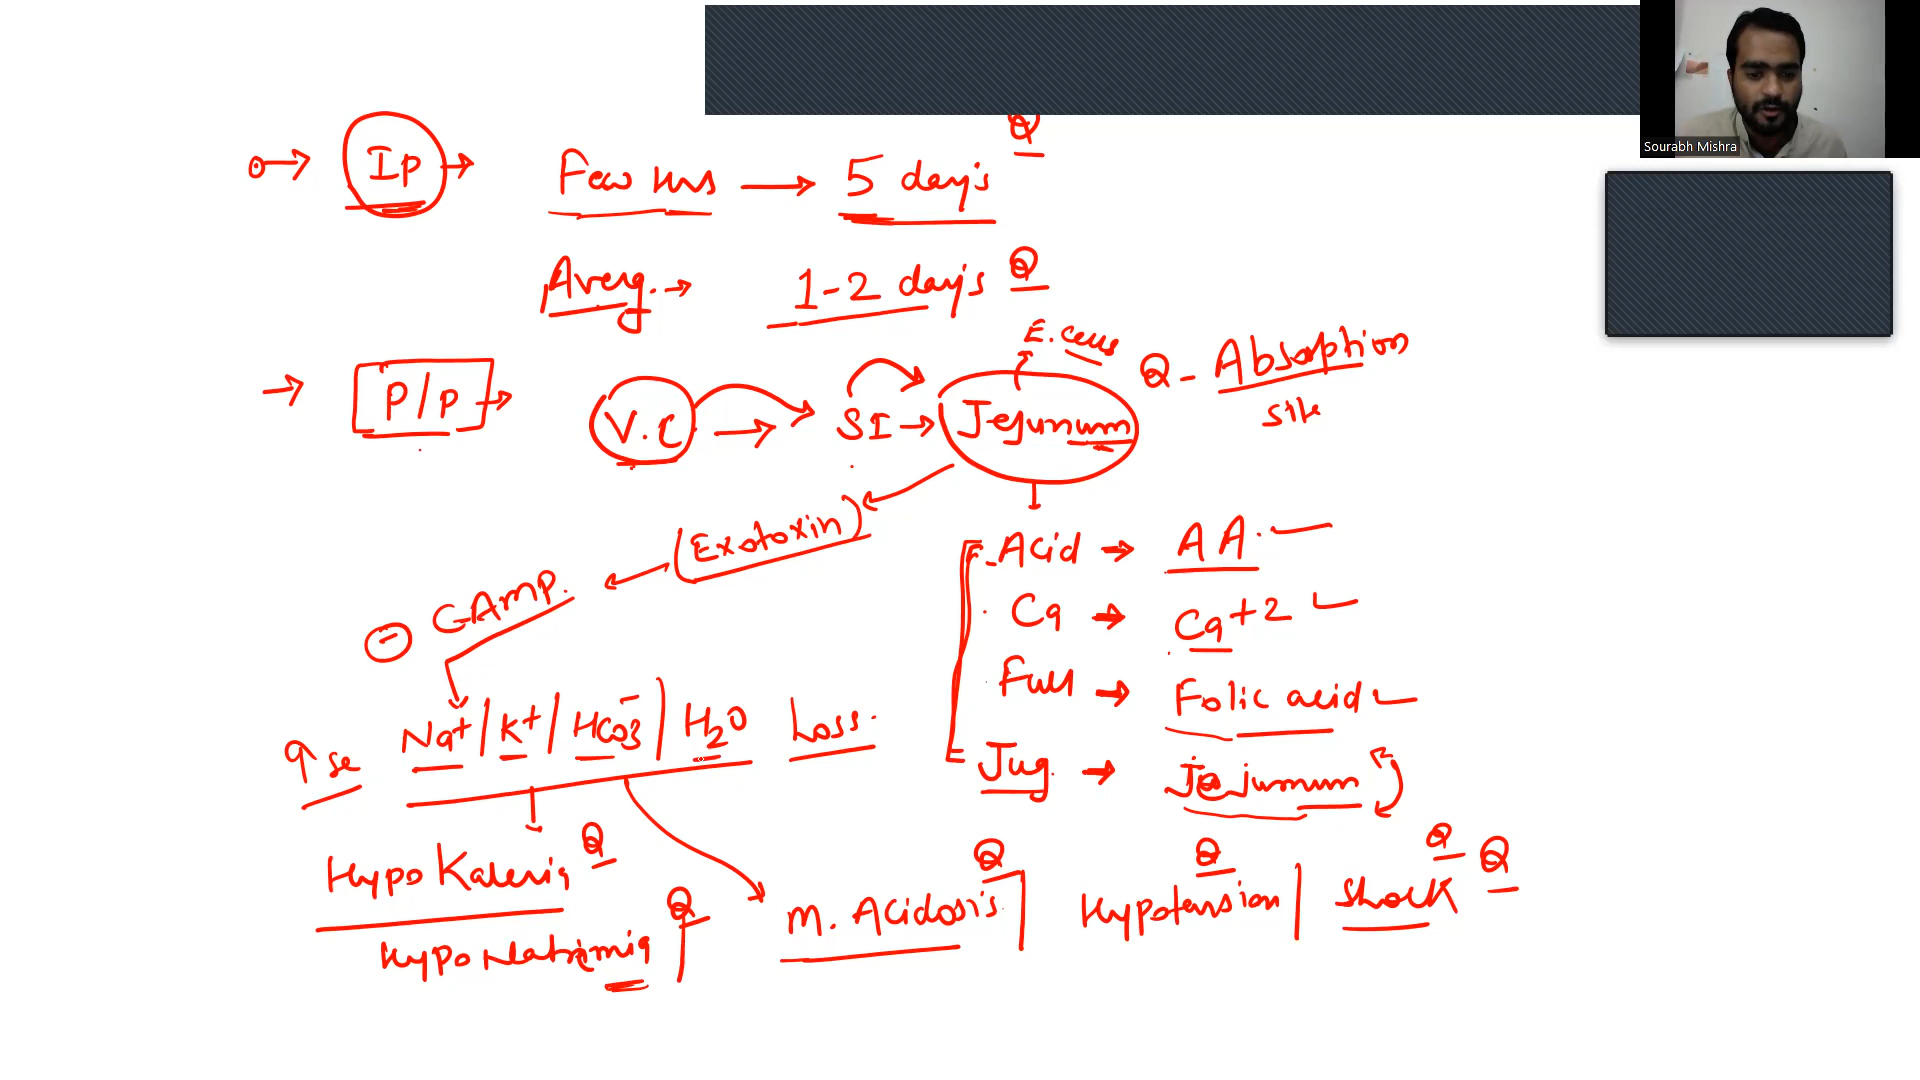 Sourabh Mishra
Q
→ Ip → Few Hrs → 5 days
Averg. → 1-2 days Q
E. cells
→ P/p → V.C → SI → Jejunum Q - Absorption
site
(Exotoxin)
Acid → AA.
CAMP.
Ca → Ca+2
Full → Folic acid
↑ se Na+ / K+ / HCO3- / H2O Loss.
Jug → Jejunum
Hypo Kalemia Q
M. Acidosis Q | Hypotension Q | Shock Q Q
Hypo Natremia Q